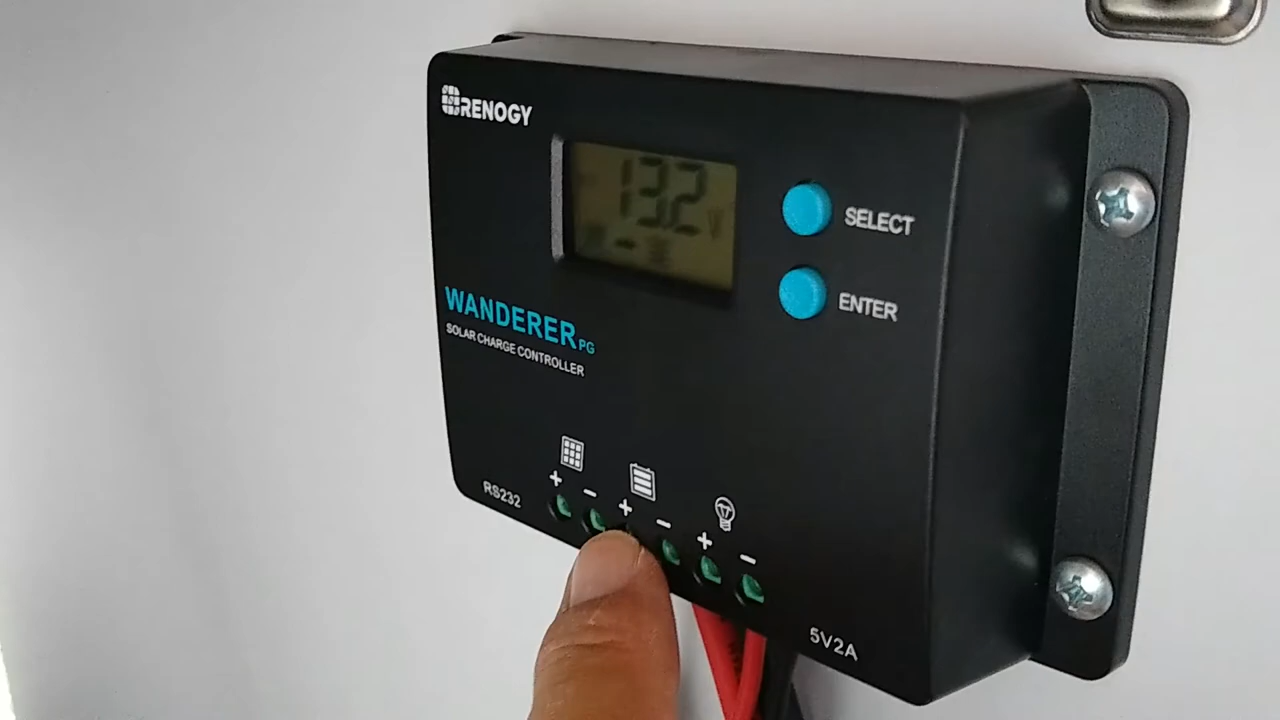 RENOGY
13.2 V
SELECT
ENTER
WANDERER PG
SOLAR CHARGE CONTROLLER
RS232
+ - + - + -
5V2A